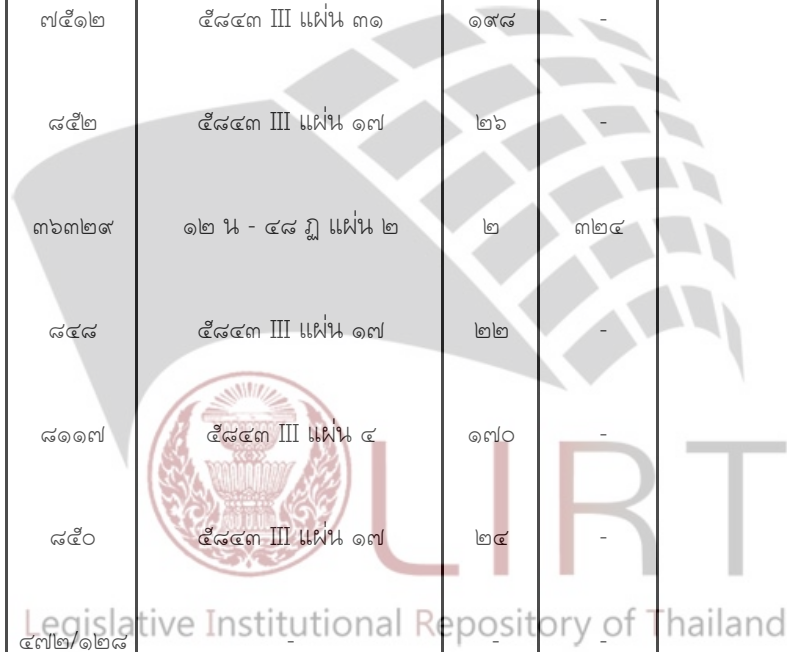 ๗๕๑๒ ๕๘๔๓ III แผ่น ๓๑ ๑๙๘ -
๘๕๒ ๕๘๔๓ III แผ่น ๑๗ ๒๖ -
๓๖๓๒๙ ๑๒ น - ๔๘ ฏ แผ่น ๒ ๒ ๓๒๔
๘๔๘ ๕๘๔๓ III แผ่น ๑๗ ๒๒ -
๘๑๑๗ ๕๘๔๓ III แผ่น ๔ ๑๗๐ -
๘๕๐ ๕๘๔๓ III แผ่น ๑๗ ๒๔ -
LIRT
Legislative Institutional Repository of Thailand
๔๗๒/๑๒๘ - - -